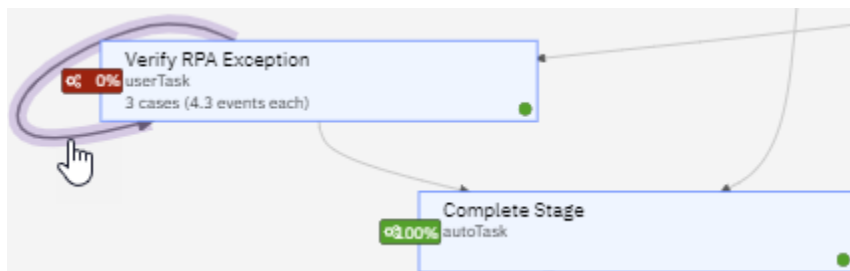 Verify RPA Exception
0% userTask
3 cases (4.3 events each)
Complete Stage
100% autoTask